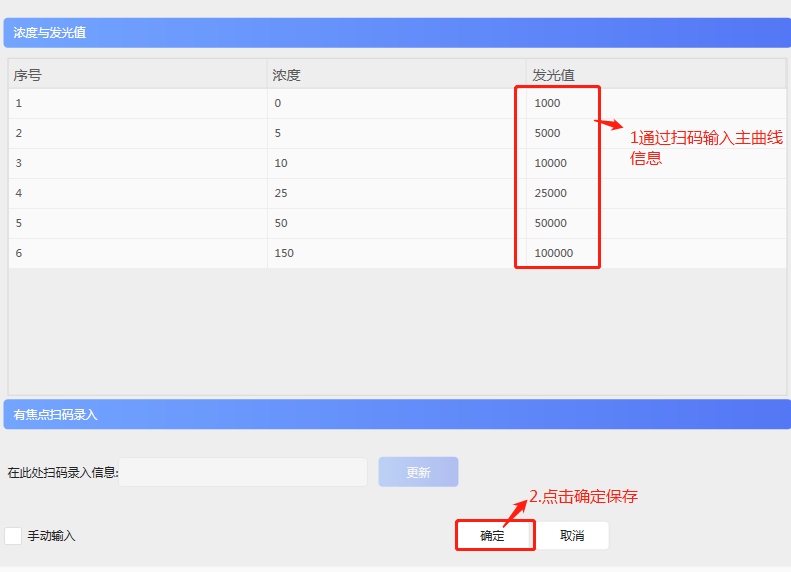 浓度与发光值
序号 浓度 发光值
1 0 1000
2 5 5000
3 10 10000
4 25 25000
5 50 50000
6 150 100000
1通过扫码输入主曲线
信息
有焦点扫码录入
在此处扫码录入信息: 更新
2.点击确定保存
手动输入 确定 取消